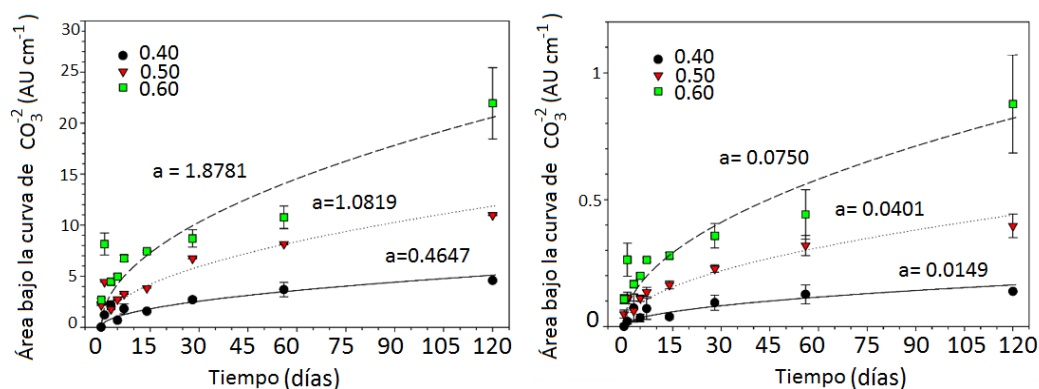 Área bajo la curva de CO₃⁻² (AU cm⁻¹)
30
25
20
15
10
5
0
0.40
0.50
0.60
a = 1.8781
a=1.0819
a=0.4647
0 15 30 45 60 75 90 105 120
Tiempo (días)
Área bajo la curva de CO₃⁻² (AU cm⁻¹)
1
0.5
0
0.40
0.50
0.60
a= 0.0750
a= 0.0401
a= 0.0149
0 15 30 45 60 75 90 105 120
Tiempo (días)